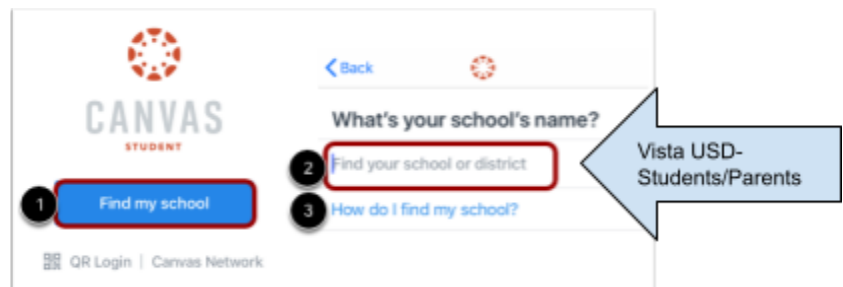 CANVAS
STUDENT
1 Find my school
QR Login | Canvas Network
Back
What's your school's name?
2 Find your school or district
3 How do I find my school?
Vista USD-
Students/Parents